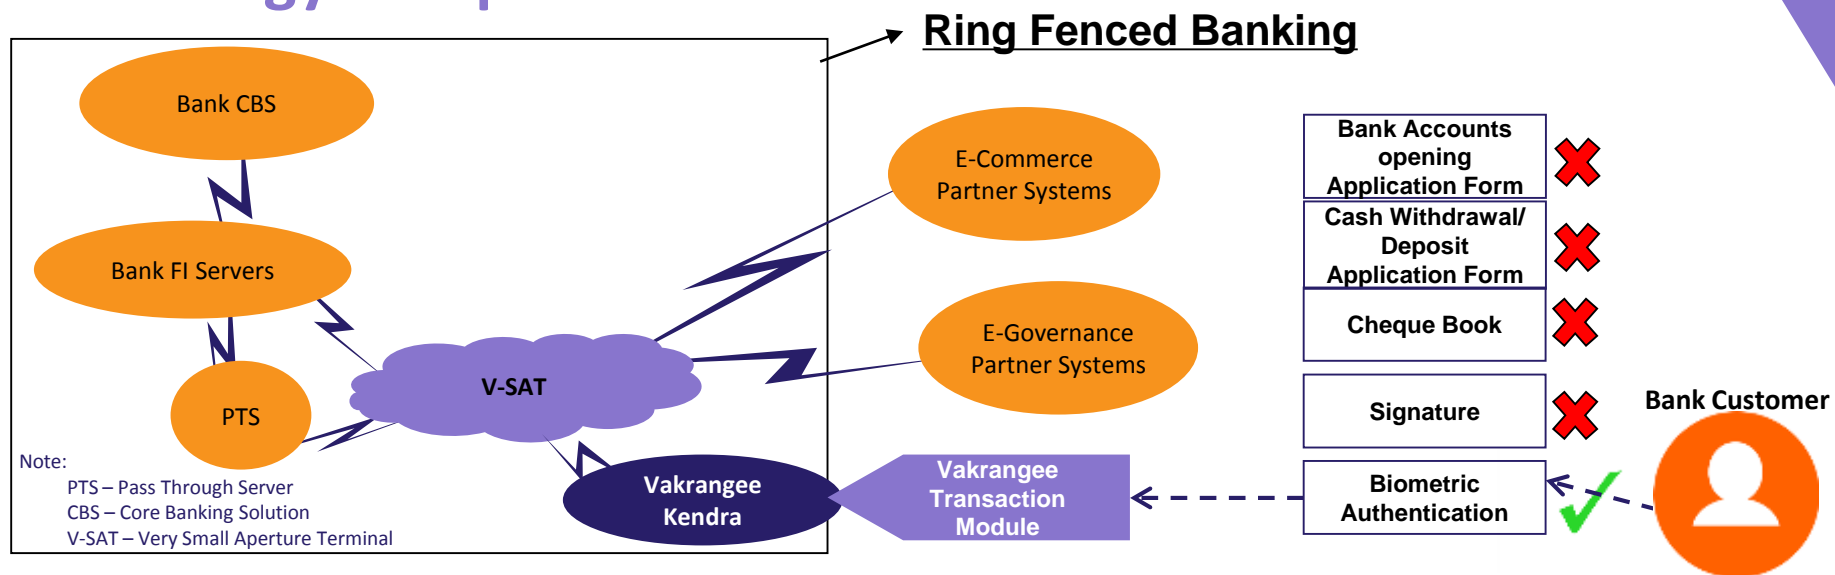 Ring Fenced Banking
Bank CBS
Bank FI Servers
PTS
V-SAT
E-Commerce
Partner Systems
E-Governance
Partner Systems
Vakrangee
Kendra
Vakrangee
Transaction
Module
Bank Accounts
opening
Application Form
Cash Withdrawal/
Deposit
Application Form
Cheque Book
Signature
Biometric
Authentication
Bank Customer
Note:
PTS – Pass Through Server
CBS – Core Banking Solution
V-SAT – Very Small Aperture Terminal